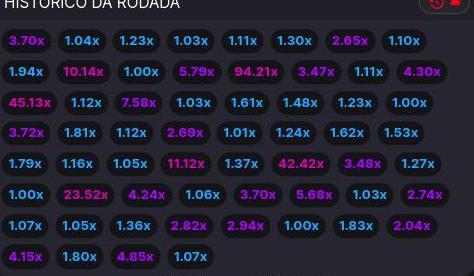 HISTÓRICO DA RODADA
3.70x 1.04x 1.23x 1.03x 1.11x 1.30x 2.65x 1.10x
1.94x 10.14x 1.00x 5.79x 94.21x 3.47x 1.11x 4.30x
45.13x 1.12x 7.58x 1.03x 1.61x 1.48x 1.23x 1.00x
3.72x 1.81x 1.12x 2.69x 1.01x 1.24x 1.62x 1.53x
1.79x 1.16x 1.05x 11.12x 1.37x 42.42x 3.48x 1.27x
1.00x 23.52x 4.24x 1.06x 3.70x 5.68x 1.03x 2.74x
1.07x 1.05x 1.36x 2.82x 2.94x 1.00x 1.83x 2.04x
4.15x 1.80x 4.85x 1.07x